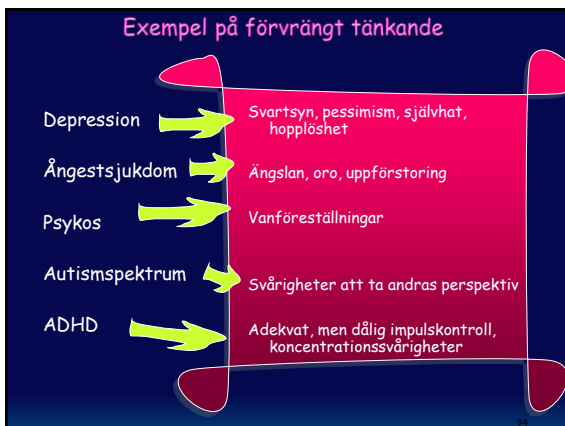 Exempel på förvrängt tänkande
Depression
Svartsyn, pessimism, självhat,
hopplöshet
Ångestsjukdom
Ängslan, oro, uppförstoring
Psykos
Vanföreställningar
Autismspektrum
Svårigheter att ta andras perspektiv
ADHD
Adekvat, men dålig impulskontroll,
koncentrationssvårigheter
94